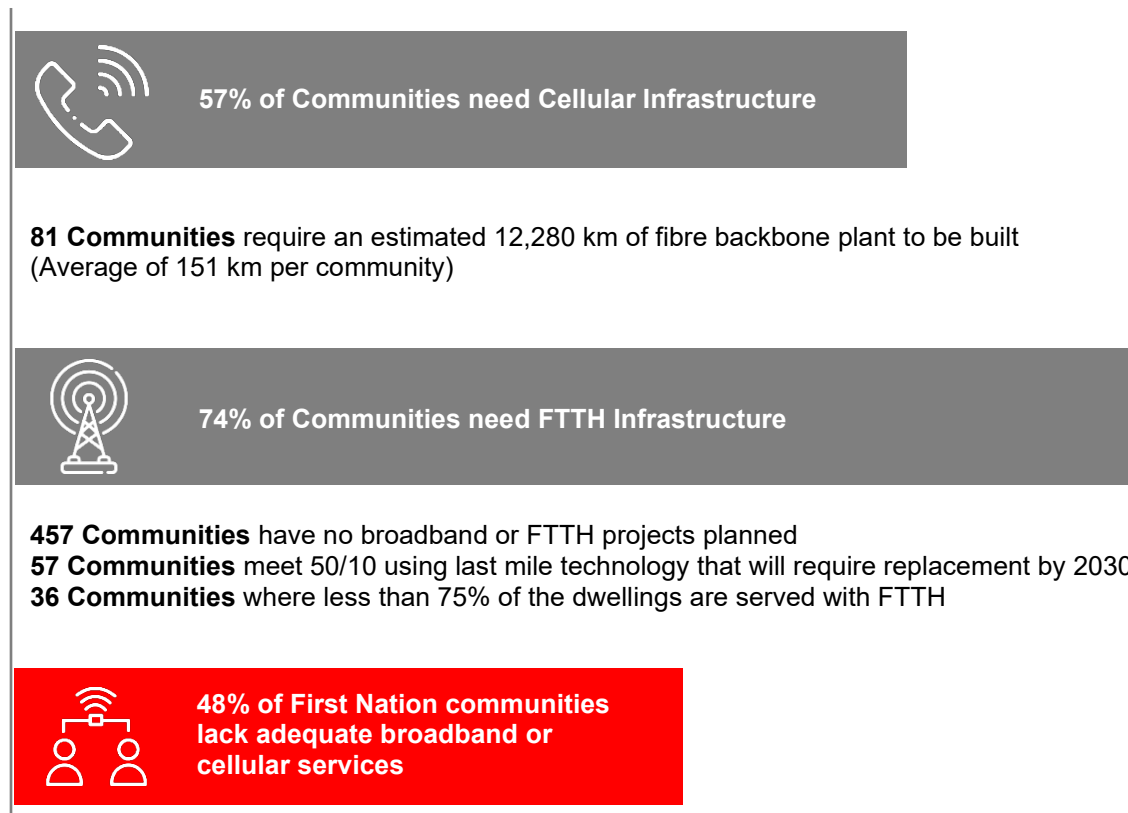 57% of Communities need Cellular Infrastructure
81 Communities require an estimated 12,280 km of fibre backbone plant to be built
(Average of 151 km per community)
74% of Communities need FTTH Infrastructure
457 Communities have no broadband or FTTH projects planned
57 Communities meet 50/10 using last mile technology that will require replacement by 2030
36 Communities where less than 75% of the dwellings are served with FTTH
48% of First Nation communities
lack adequate broadband or
cellular services